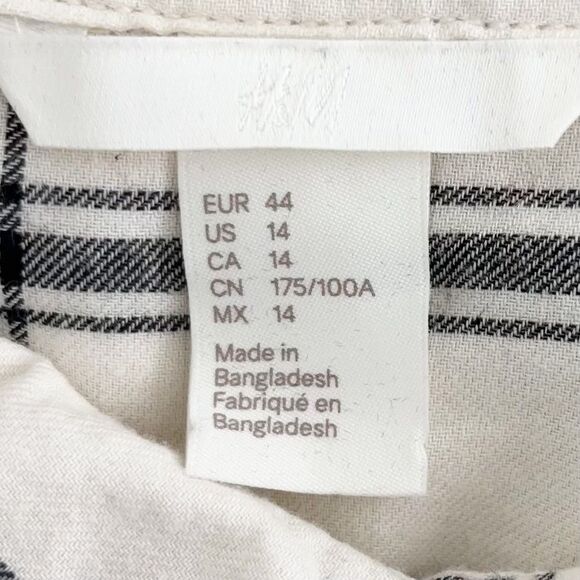 H&M
EUR 44
US 14
CA 14
CN 175/100A
MX 14
Made in
Bangladesh
Fabriqué en
Bangladesh